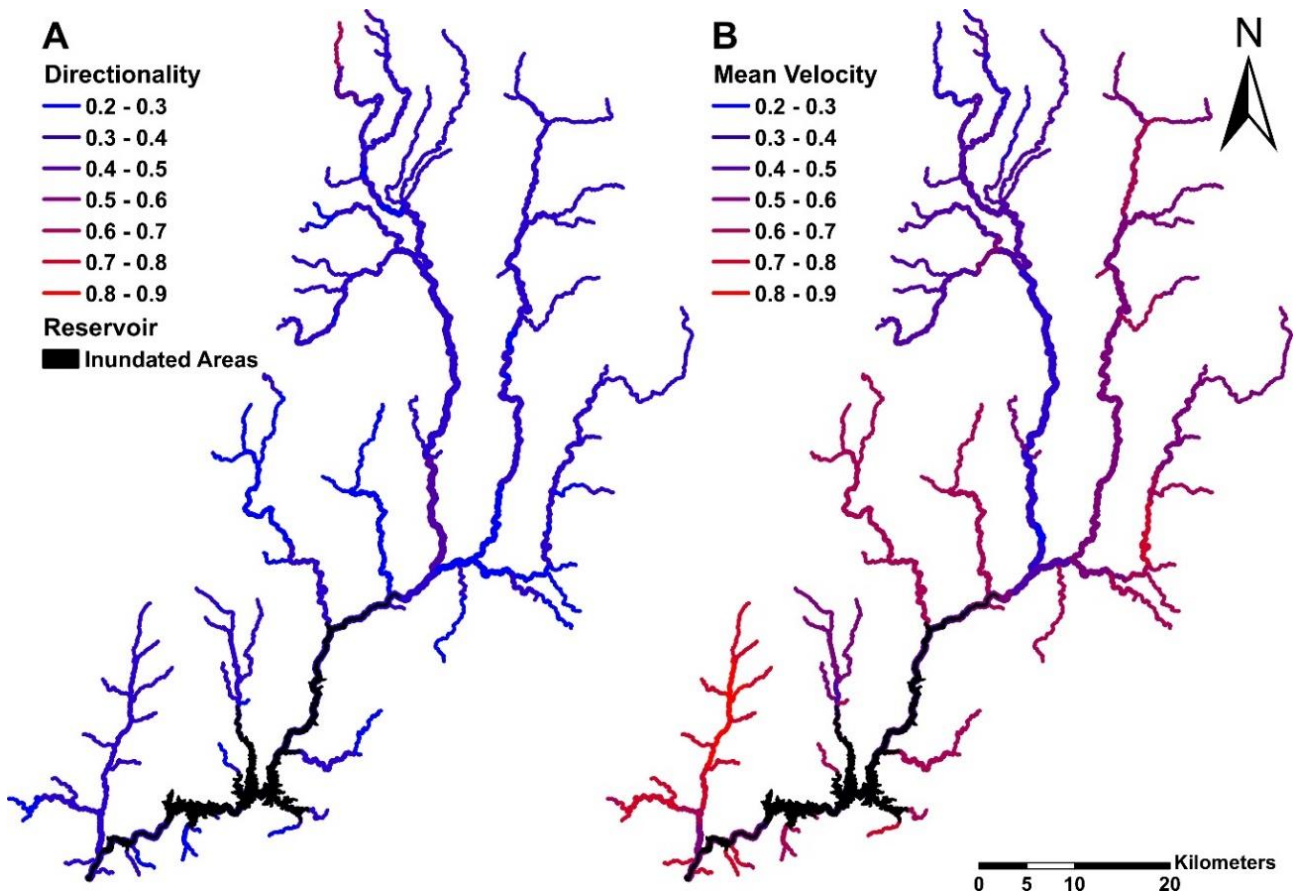 A
Directionality
0.2 - 0.3
0.3 - 0.4
0.4 - 0.5
0.5 - 0.6
0.6 - 0.7
0.7 - 0.8
0.8 - 0.9
Reservoir
Inundated Areas
B
Mean Velocity
0.2 - 0.3
0.3 - 0.4
0.4 - 0.5
0.5 - 0.6
0.6 - 0.7
0.7 - 0.8
0.8 - 0.9
N
Kilometers
0 5 10 20